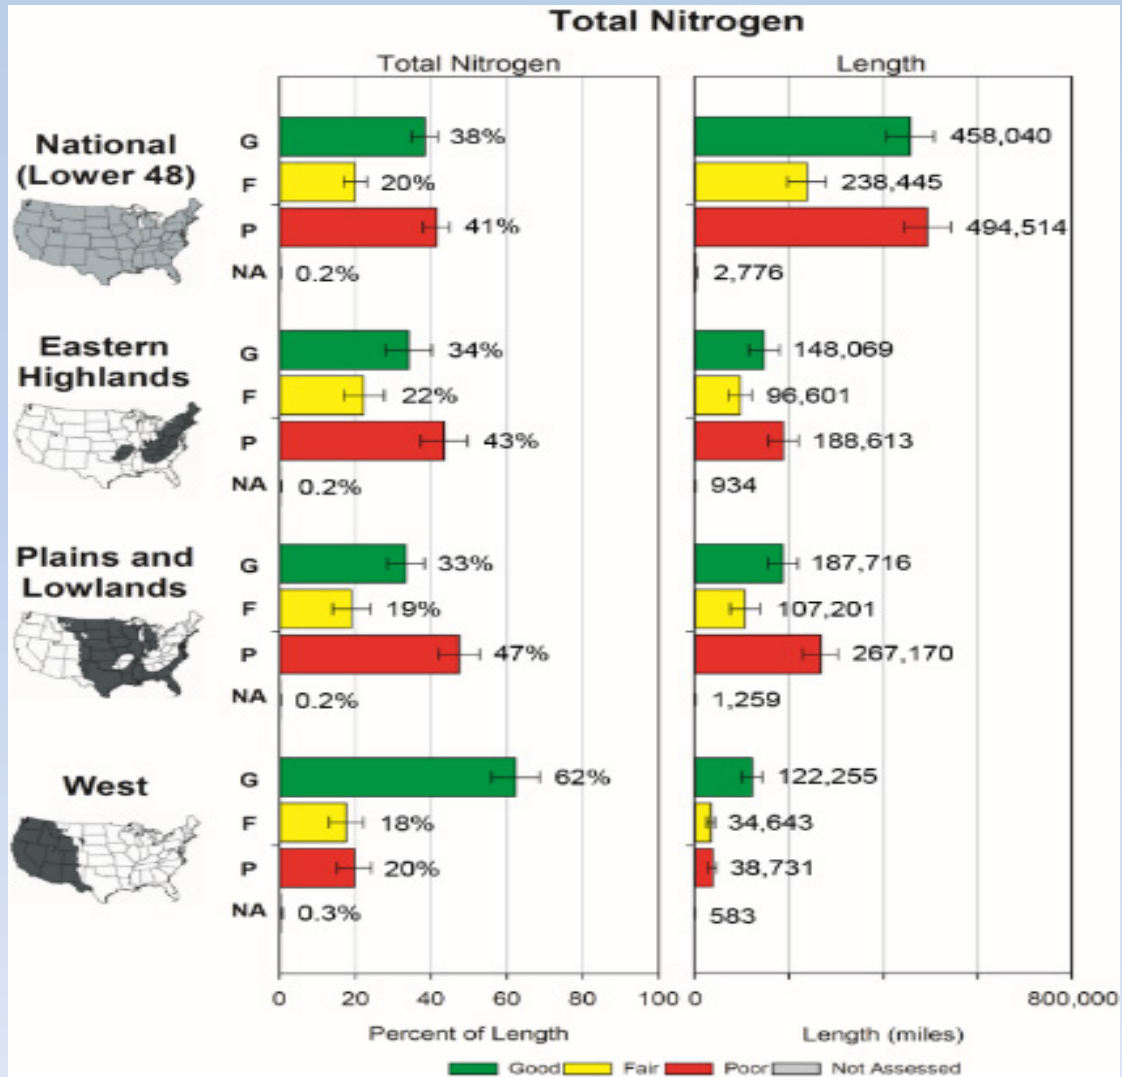 Total Nitrogen
Total Nitrogen
Length
National
(Lower 48)
G 38% 458,040
F 20% 238,445
P 41% 494,514
NA 0.2% 2,776
Eastern
Highlands
G 34% 148,069
F 22% 96,601
P 43% 188,613
NA 0.2% 934
Plains and
Lowlands
G 33% 187,716
F 19% 107,201
P 47% 267,170
NA 0.2% 1,259
West
G 62% 122,255
F 18% 34,643
P 20% 38,731
NA 0.3% 583
0 20 40 60 80 100 0 800,000
Percent of Length Length (miles)
Good Fair Poor Not Assessed